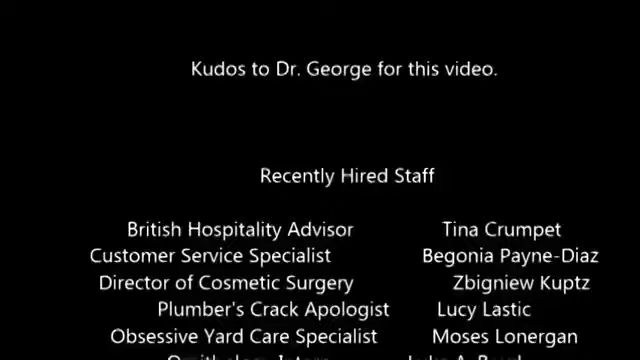 Kudos to Dr. George for this video.
Recently Hired Staff
British Hospitality Advisor Tina Crumpet
Customer Service Specialist Begonia Payne-Diaz
Director of Cosmetic Surgery Zbigniew Kuptz
Plumber's Crack Apologist Lucy Lastic
Obsessive Yard Care Specialist Moses Lonergan
Ornithology Intern